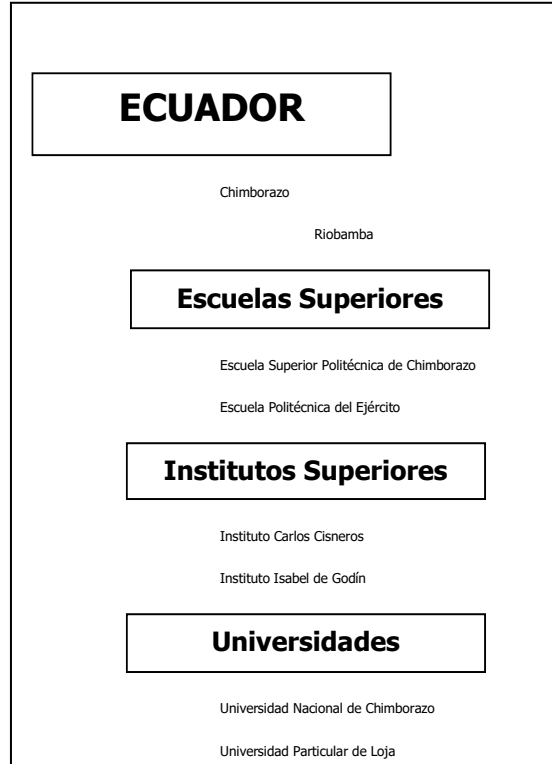 ECUADOR
Chimborazo
Riobamba
Escuelas Superiores
Escuela Superior Politécnica de Chimborazo
Escuela Politécnica del Ejército
Institutos Superiores
Instituto Carlos Cisneros
Instituto Isabel de Godín
Universidades
Universidad Nacional de Chimborazo
Universidad Particular de Loja